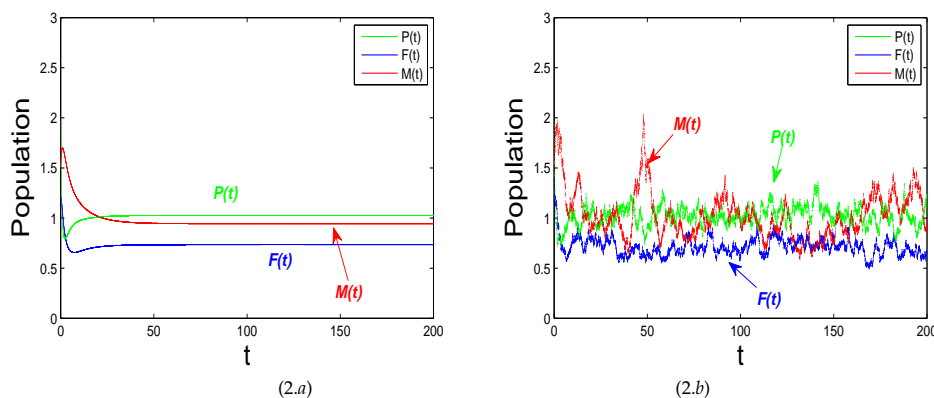 3
2.5
2
1.5
1
0.5
0
Population
P(t)
F(t)
M(t)
P(t)
F(t)
M(t)
0 50 100 150 200
t
(2.a)
3
2.5
2
1.5
1
0.5
0
Population
P(t)
F(t)
M(t)
M(t)
P(t)
F(t)
0 50 100 150 200
t
(2.b)